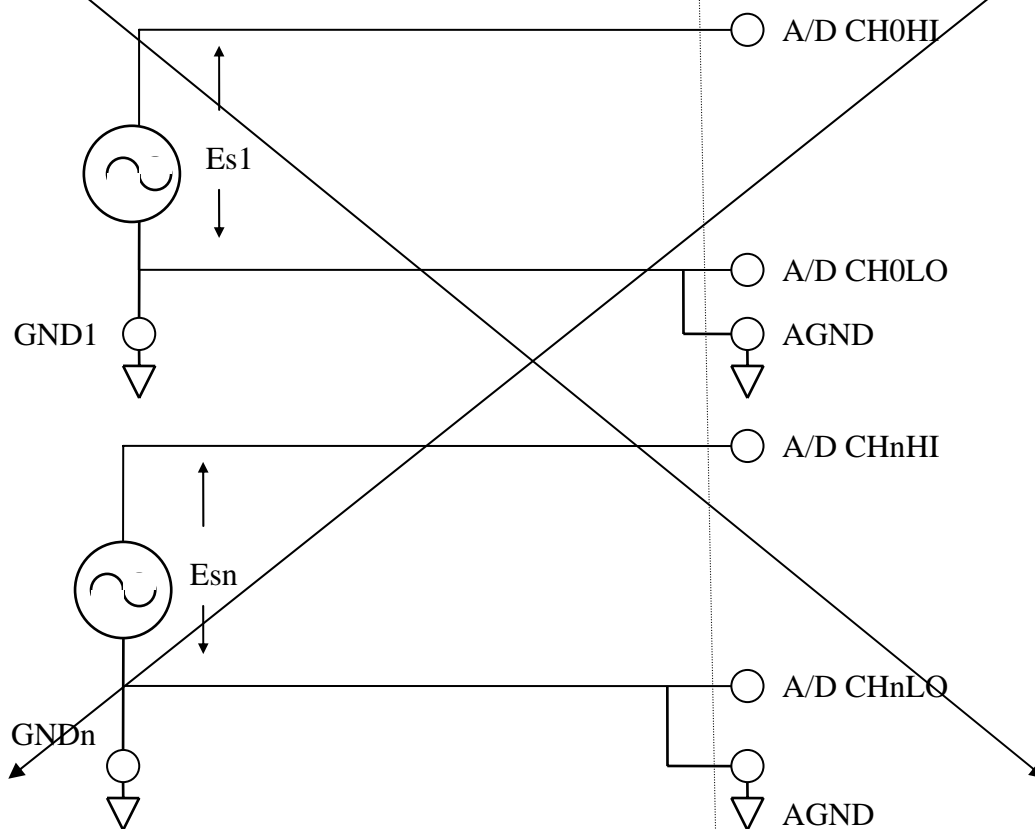 A/D CH0HI
Es1
A/D CH0LO
GND1
AGND
A/D CHnHI
Esn
A/D CHnLO
GNDn
AGND